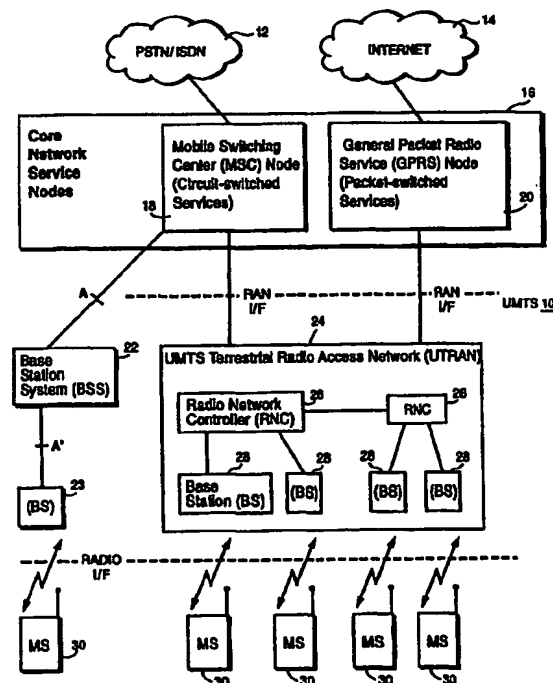 12
PSTN/ISDN
14
INTERNET
16
Core
Network
Service
Nodes
Mobile Switching
Center (MSC) Node
(Circuit-switched
Services)
18
General Packet Radio
Service (GPRS) Node
(Packet-switched
Services)
20
A
RAN
I/F
RAN
I/F
UMTS 10
22
Base
Station
System (BSS)
24
UMTS Terrestrial Radio Access Network (UTRAN)
Radio Network
Controller (RNC)
26
RNC
26
A'
23
(BS)
28
Base
Station (BS)
28
(BS)
28
(BS)
28
(BS)
RADIO
I/F
MS
30
MS
30
MS
30
MS
30
MS
30